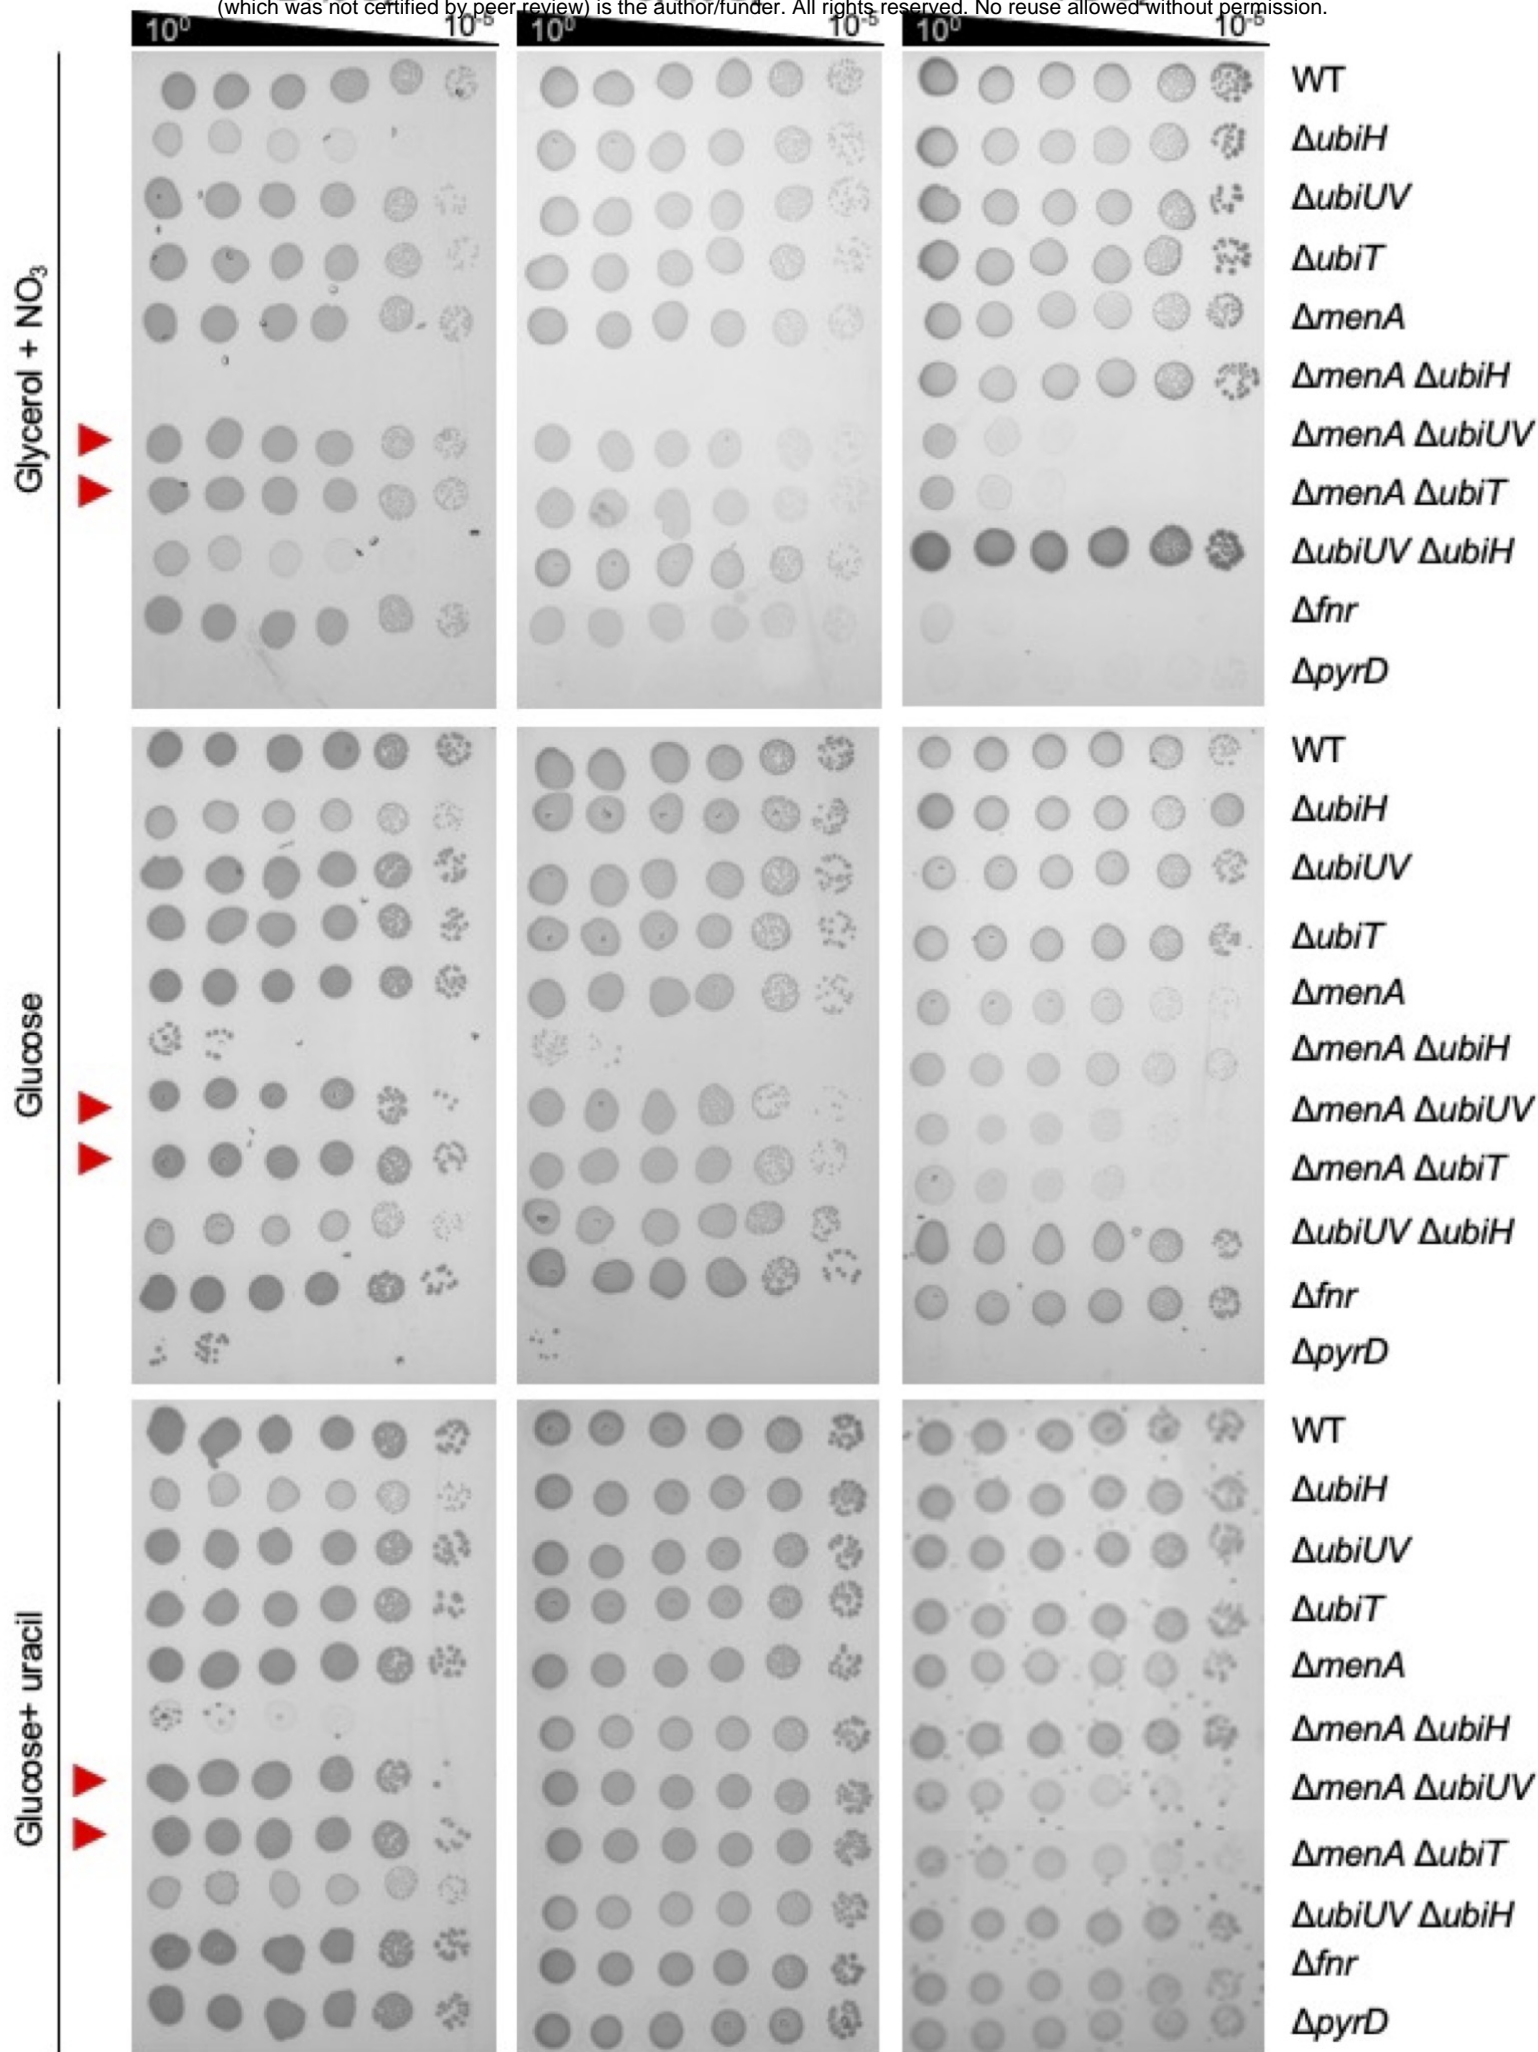 (which was not certified by peer review) is the author/funder. All rights reserved. No reuse allowed without permission.
10⁰ 10⁻⁵ 10⁰ 10⁻⁵ 10⁰ 10⁻⁵
Glycerol + NO₃
WT
ΔubiH
ΔubiUV
ΔubiT
ΔmenA
ΔmenA ΔubiH
ΔmenA ΔubiUV
ΔmenA ΔubiT
ΔubiUV ΔubiH
Δfnr
ΔpyrD
Glucose
WT
ΔubiH
ΔubiUV
ΔubiT
ΔmenA
ΔmenA ΔubiH
ΔmenA ΔubiUV
ΔmenA ΔubiT
ΔubiUV ΔubiH
Δfnr
ΔpyrD
Glucose+ uracil
WT
ΔubiH
ΔubiUV
ΔubiT
ΔmenA
ΔmenA ΔubiH
ΔmenA ΔubiUV
ΔmenA ΔubiT
ΔubiUV ΔubiH
Δfnr
ΔpyrD